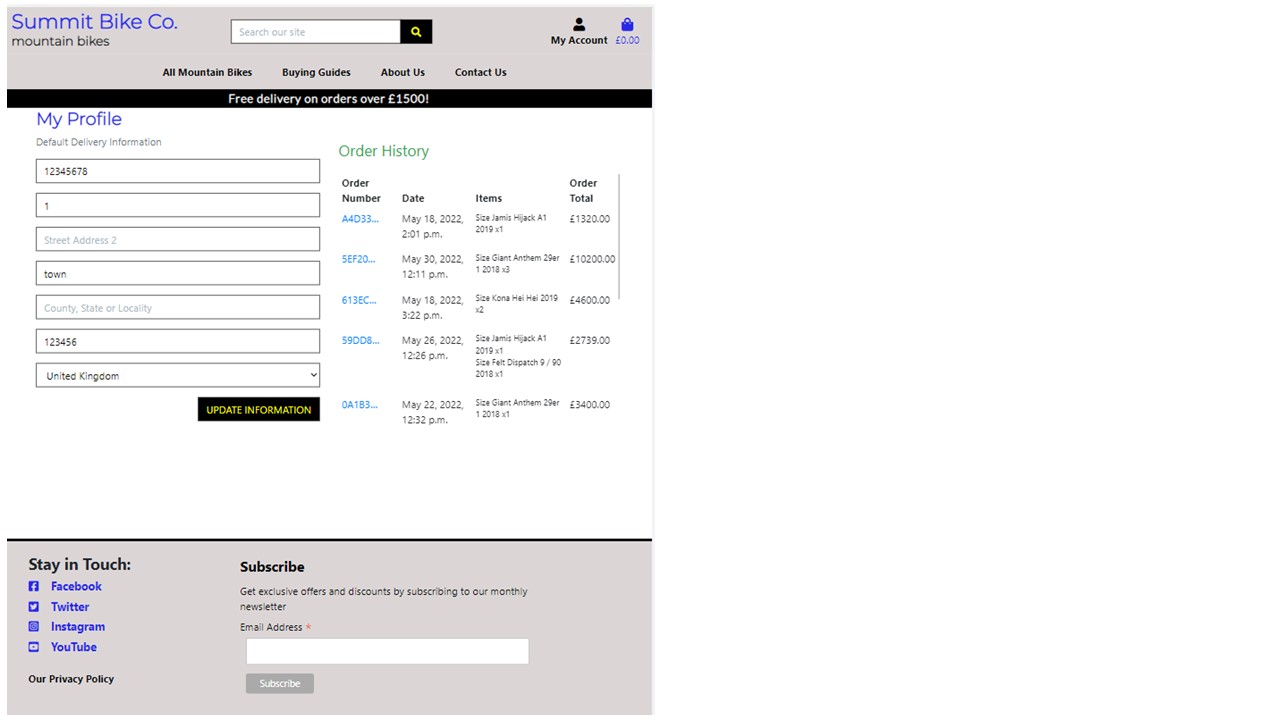 Summit Bike Co.
mountain bikes
Search our site
My Account
£0.00
All Mountain Bikes Buying Guides About Us Contact Us
Free delivery on orders over £1500!
My Profile
Default Delivery Information
12345678
1
Street Address 2
town
County, State or Locality
123456
United Kingdom
UPDATE INFORMATION
Order History
Order Number Date Items Order Total
A4D33... May 18, 2022, 2:01 p.m. Size Jamis Hijack A1 2019 x1 £1320.00
5EF20... May 30, 2022, 12:11 p.m. Size Giant Anthem 29er 1 2018 x3 £10200.00
613EC... May 18, 2022, 3:22 p.m. Size Kona Hei Hei 2019 x2 £4600.00
59DD8... May 26, 2022, 12:26 p.m. Size Jamis Hijack A1 2019 x1 Size Felt Dispatch 9 / 90 2018 x1 £2739.00
0A1B3... May 22, 2022, 12:32 p.m. Size Giant Anthem 29er 1 2018 x1 £3400.00
Stay in Touch:
Facebook
Twitter
Instagram
YouTube
Our Privacy Policy
Subscribe
Get exclusive offers and discounts by subscribing to our monthly
newsletter
Email Address *
Subscribe